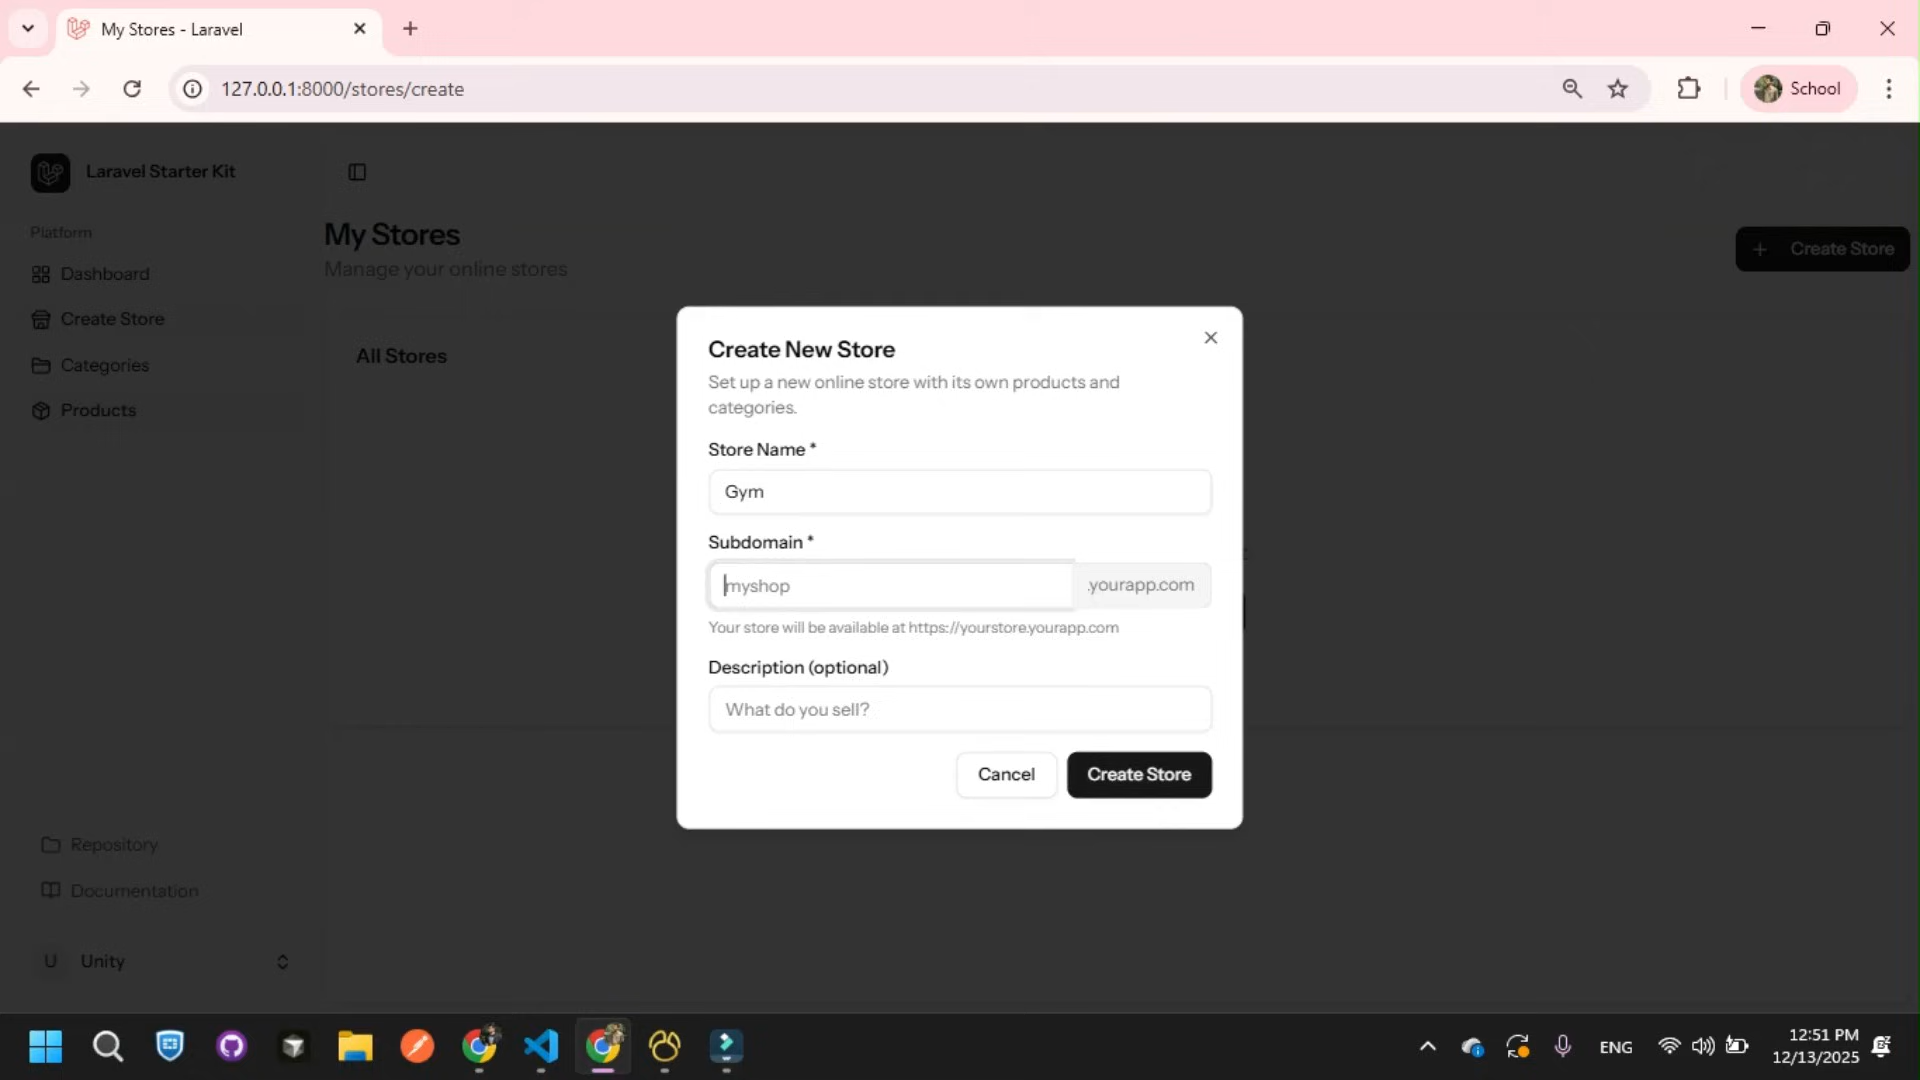 My Stores - Laravel
127.0.0.1:8000/stores/create
School
Laravel Starter Kit
Platform
Dashboard
Create Store
Categories
Products
Repository
Documentation
U
Unity
My Stores
Manage your online stores
Create Store
All Stores
Create New Store
Set up a new online store with its own products and
categories.
Store Name *
Gym
Subdomain *
myshop
.yourapp.com
Your store will be available at https://yourstore.yourapp.com
Description (optional)
What do you sell?
Cancel
Create Store
ENG
12:51 PM
12/13/2025